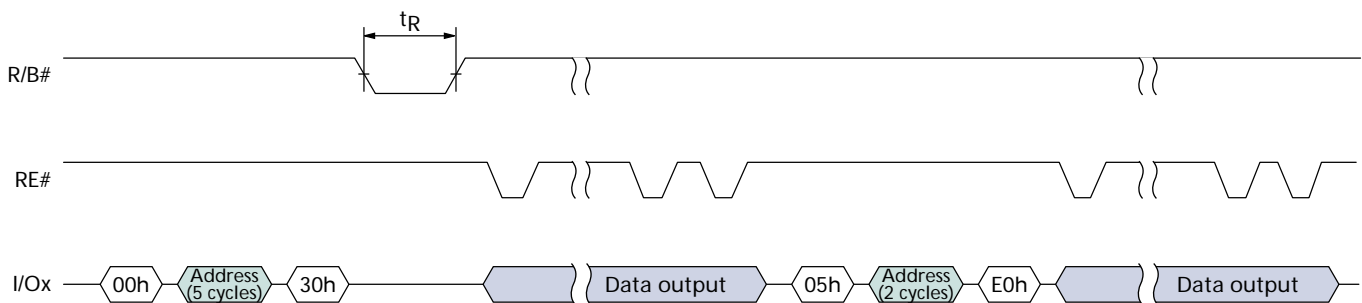 tR
R/B#
RE#
I/Ox
00h
Address
(5 cycles)
30h
Data output
05h
Address
(2 cycles)
E0h
Data output